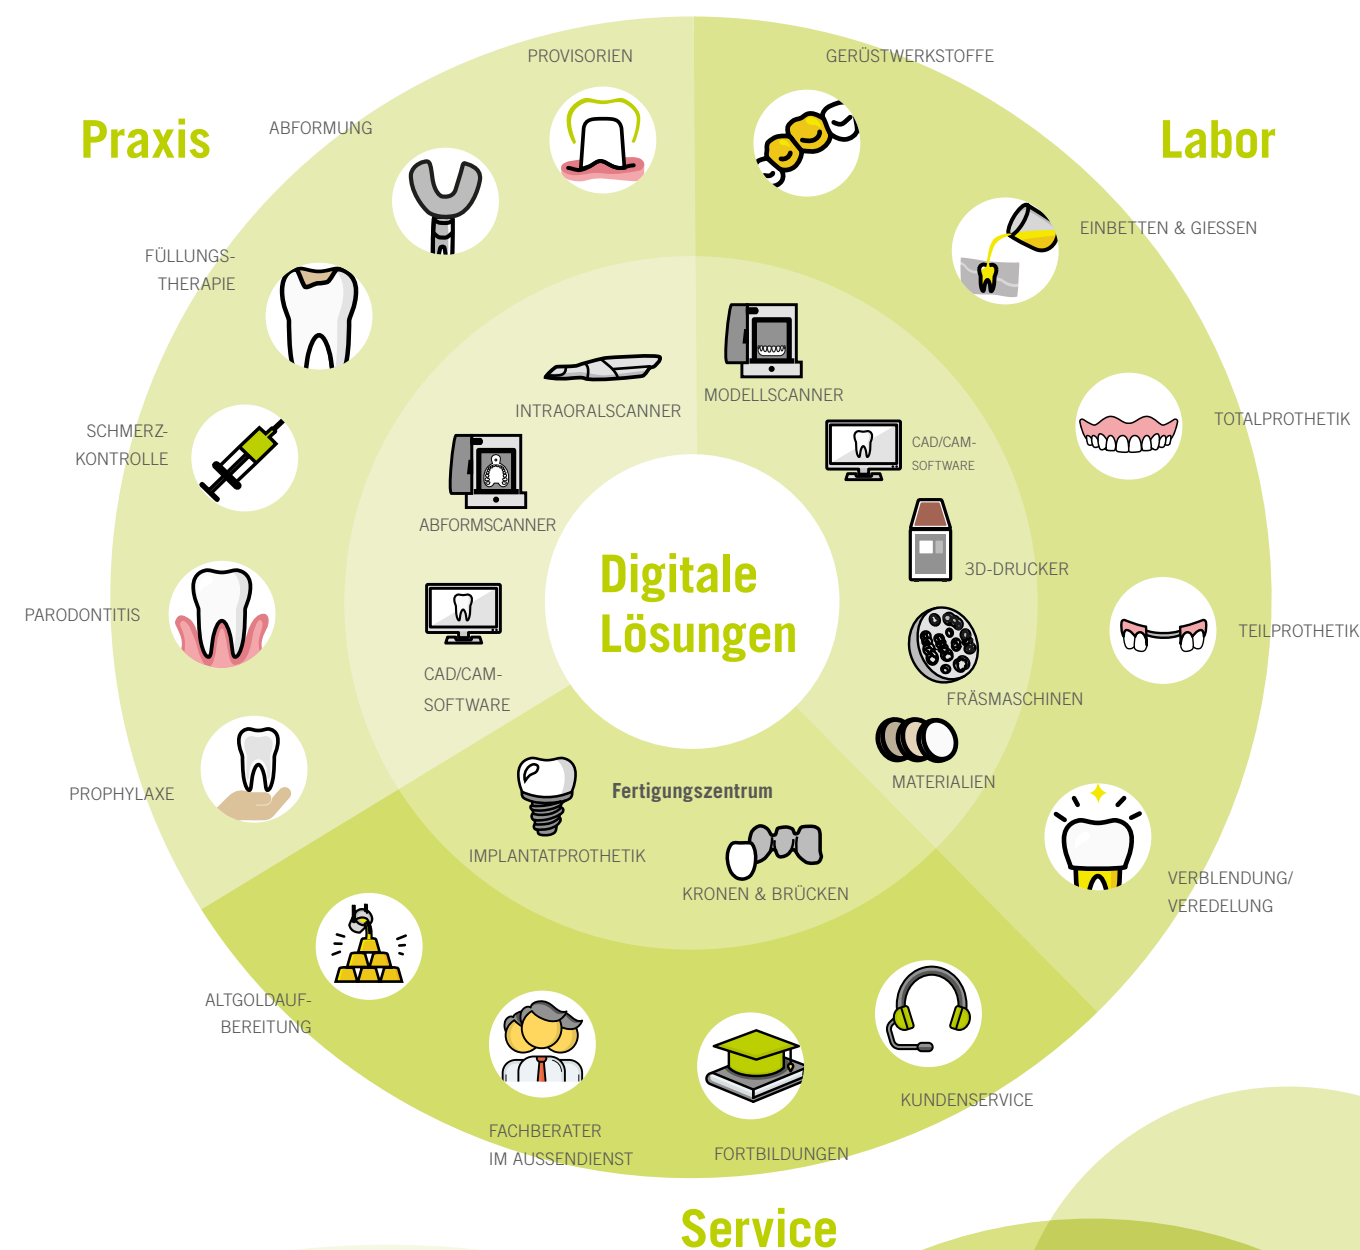 PROVISORIEN
GERÜSTWERKSTOFFE
Praxis
ABFORMUNG
Labor
EINBETTEN & GIESSEN
FÜLLUNGS-
THERAPIE
MODELLSCANNER
INTRAORALSCANNER
TOTALPROTHETIK
SCHMERZ-
KONTROLLE
CAD/CAM-
SOFTWARE
ABFORMSCANNER
Digitale
Lösungen
3D-DRUCKER
PARODONTITIS
TEILPROTHETIK
CAD/CAM-
SOFTWARE
FRÄSMASCHINEN
MATERIALIEN
PROPHYLAXE
Fertigungszentrum
IMPLANTATPROTHETIK
KRONEN & BRÜCKEN
VERBLENDUNG/
VEREDELUNG
ALTGOLDAUF-
BEREITUNG
KUNDENSERVICE
FACHBERATER
IM AUSSENDIENST
FORTBILDUNGEN
Service